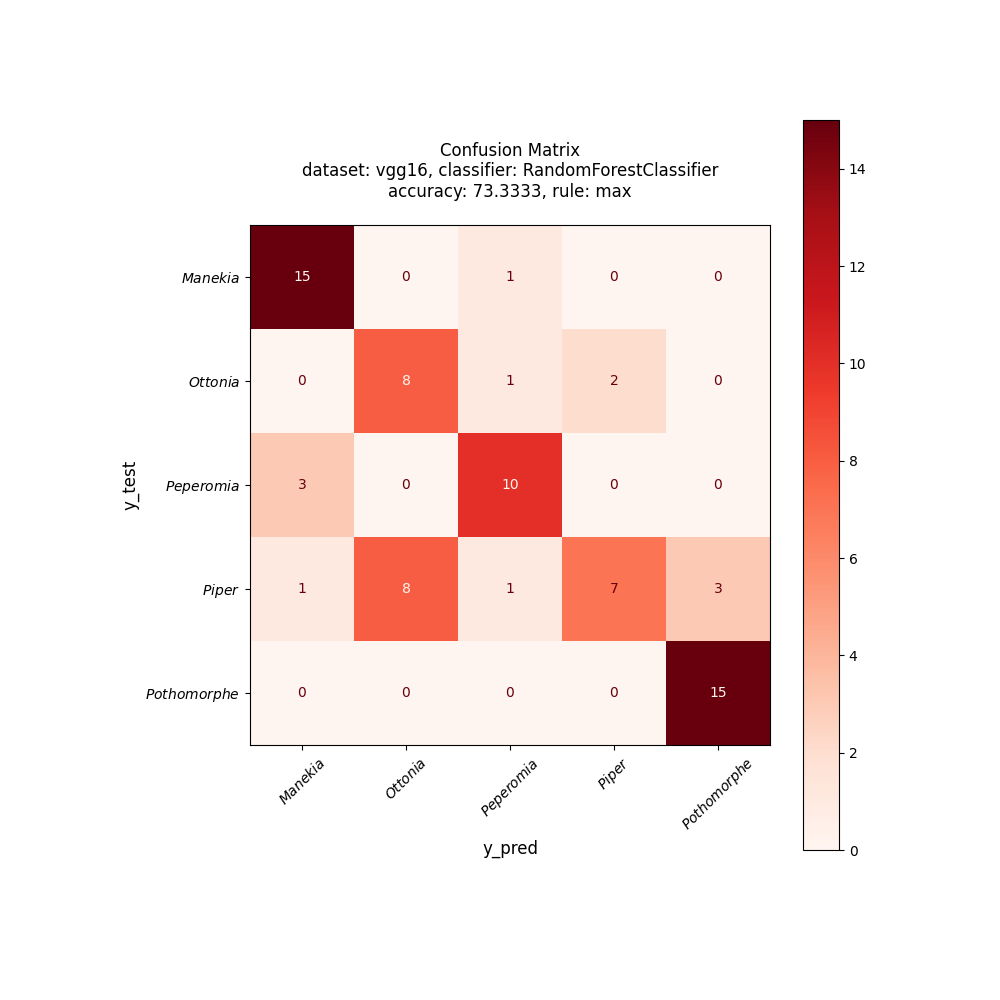 Confusion Matrix
dataset: vgg16, classifier: RandomForestClassifier
accuracy: 73.3333, rule: max
Manekia 15 0 1 0 0
Ottonia 0 8 1 2 0
Peperomia 3 0 10 0 0
Piper 1 8 1 7 3
Pothomorphe 0 0 0 0 15
y_test
Manekia Ottonia Peperomia Piper Pothomorphe
y_pred
14
12
10
8
6
4
2
0